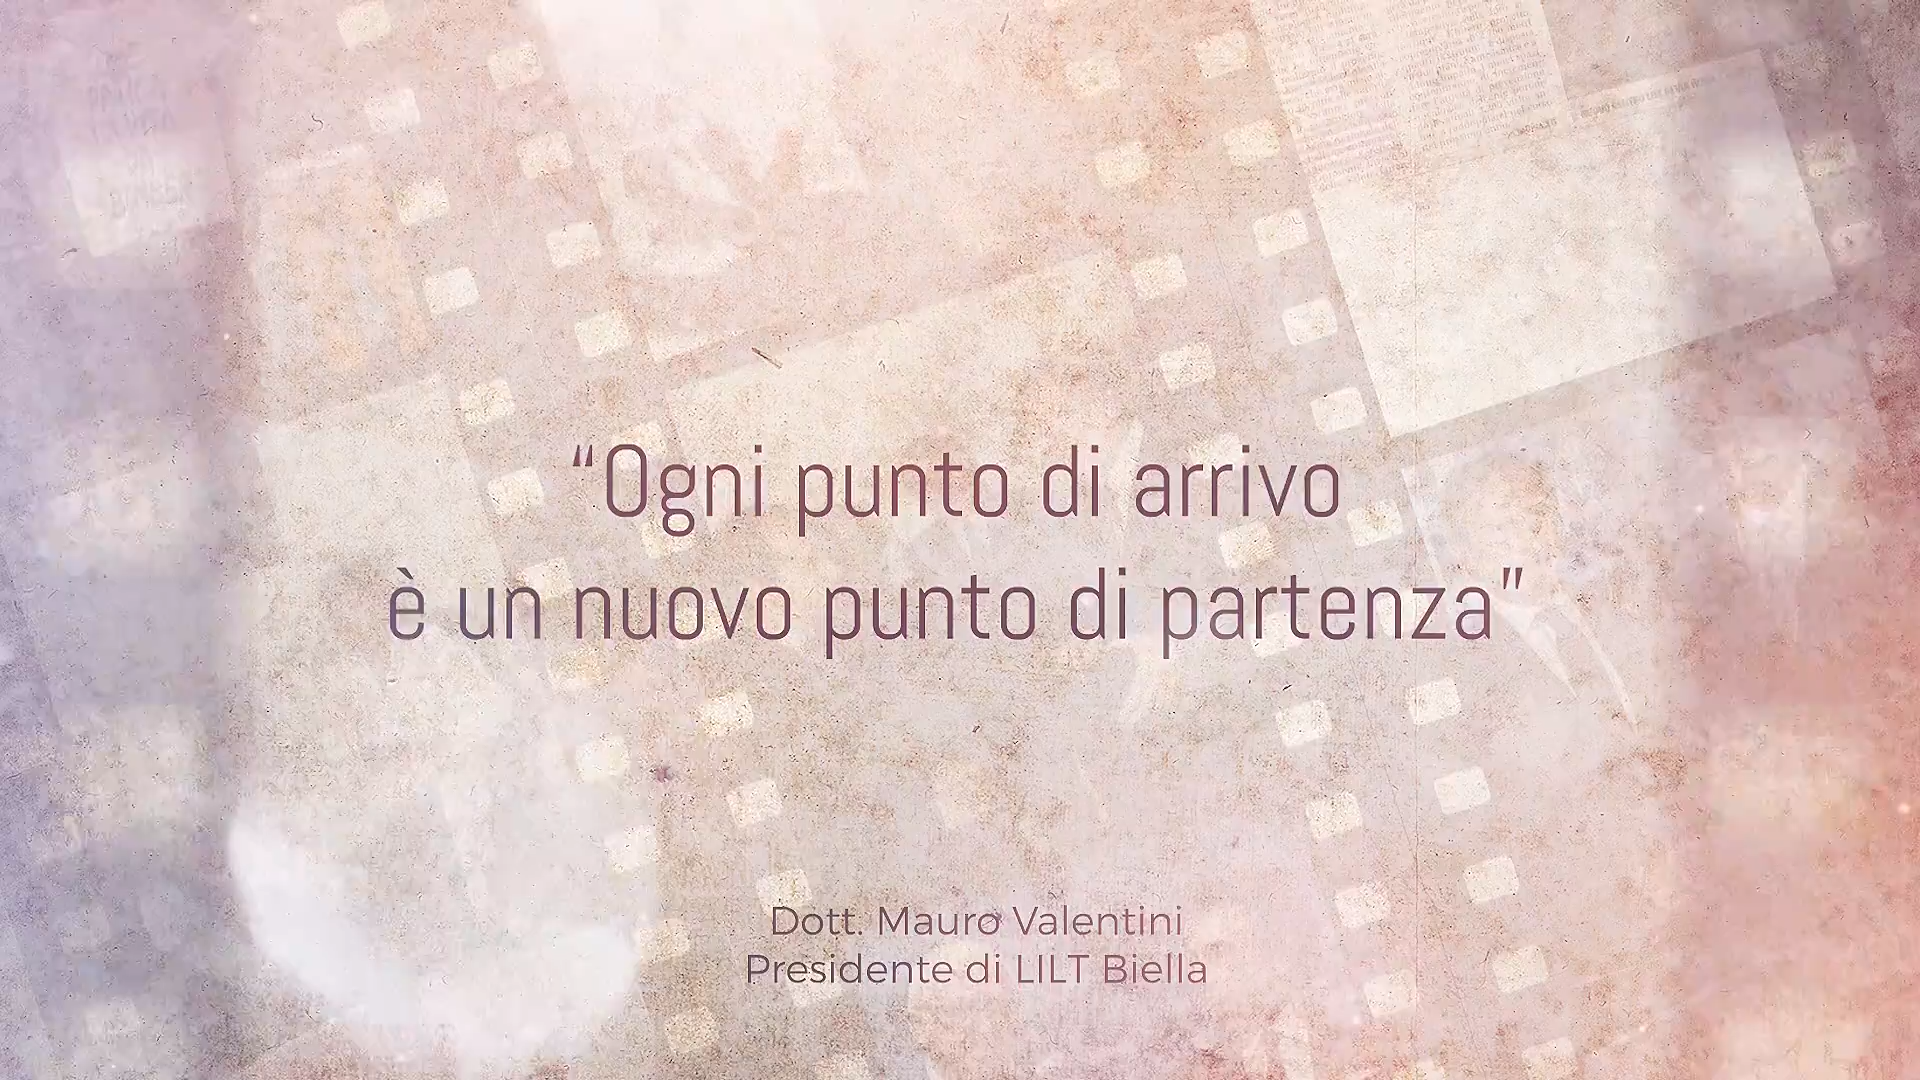 “Ogni punto di arrivo
è un nuovo punto di partenza”
Dott. Mauro Valentini
Presidente di LILT Biella